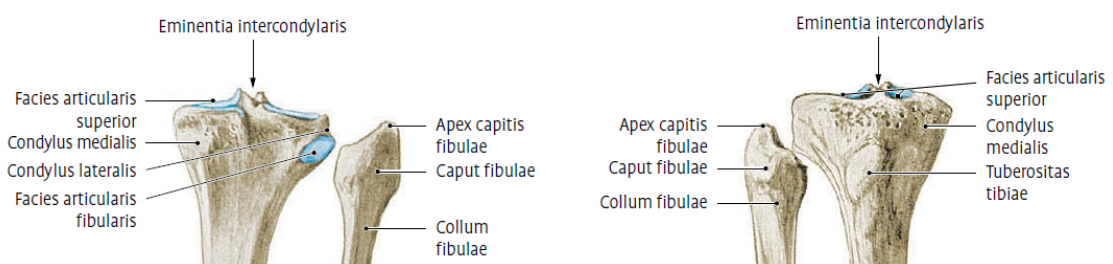 Eminentia intercondylaris
Facies articularis
superior
Condylus medialis
Condylus lateralis
Facies articularis
fibularis
Apex capitis
fibulae
Caput fibulae
Collum
fibulae
Eminentia intercondylaris
Apex capitis
fibulae
Caput fibulae
Collum fibulae
Facies articularis
superior
Condylus
medialis
Tuberositas
tibiae